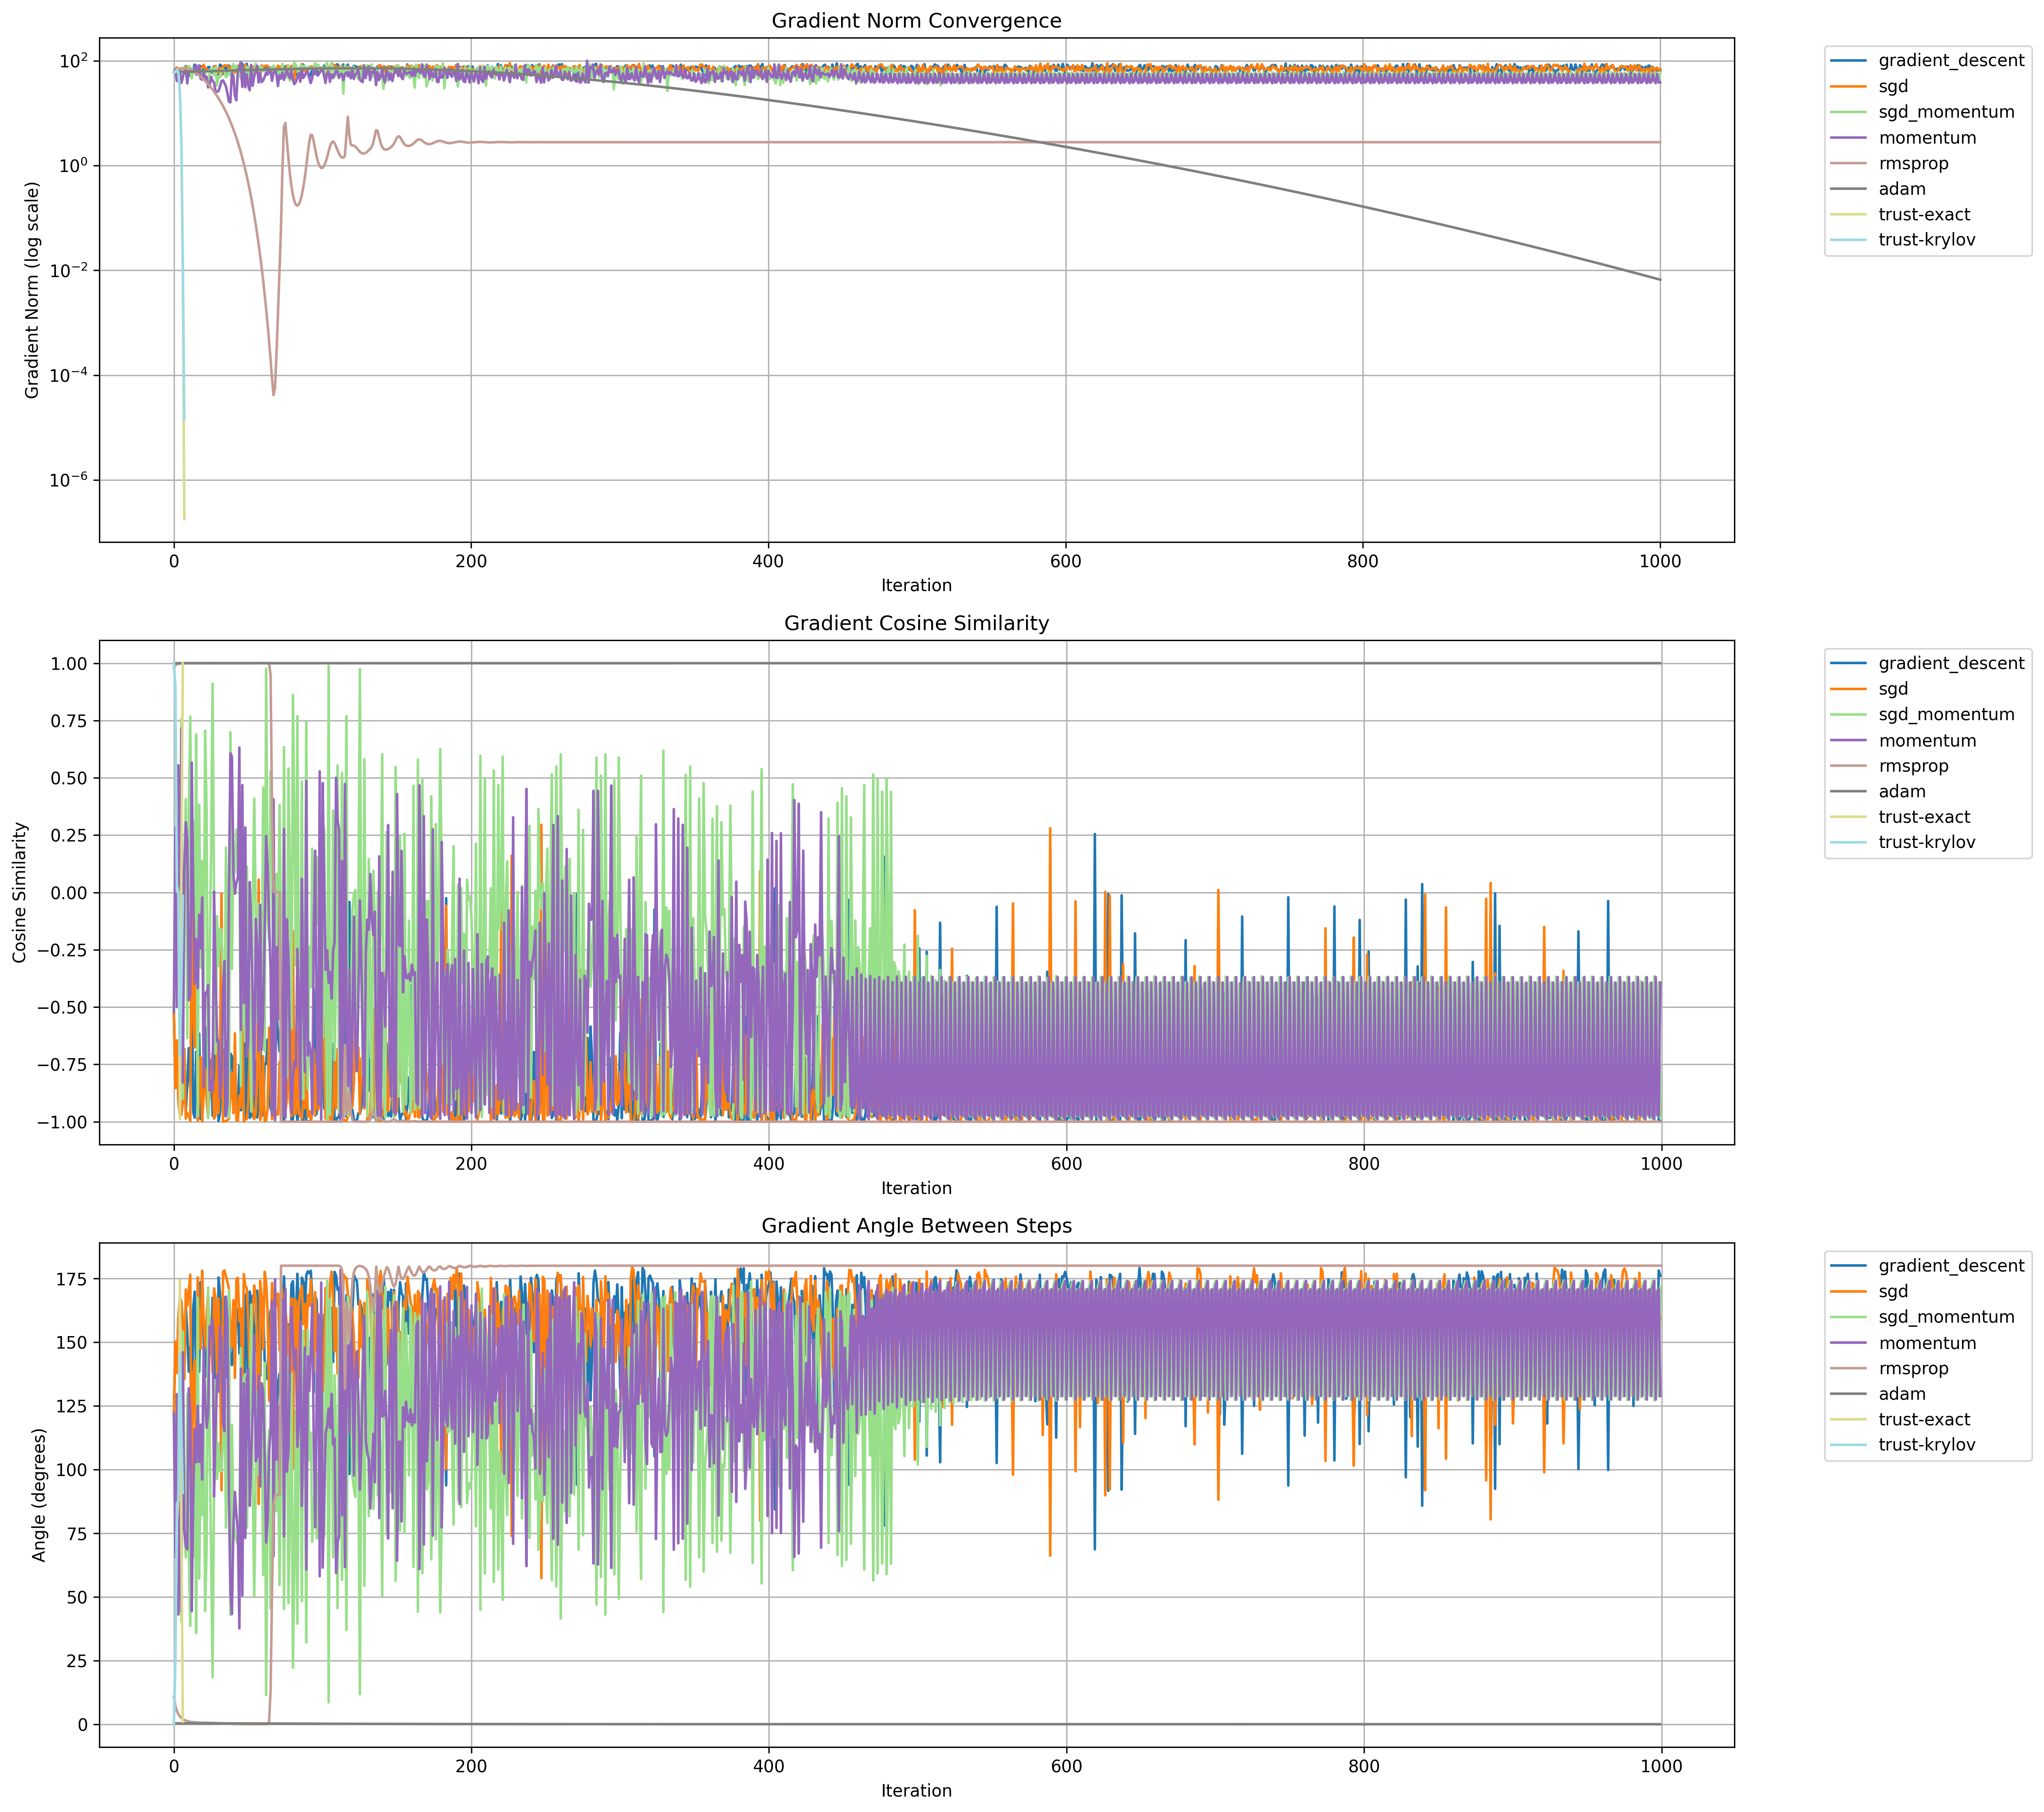 Gradient Norm Convergence
Gradient Norm (log scale)
10²
10⁰
10⁻²
10⁻⁴
10⁻⁶
0 200 400 600 800 1000
Iteration
gradient_descent
sgd
sgd_momentum
momentum
rmsprop
adam
trust-exact
trust-krylov
Gradient Cosine Similarity
Cosine Similarity
1.00
0.75
0.50
0.25
0.00
−0.25
−0.50
−0.75
−1.00
0 200 400 600 800 1000
Iteration
gradient_descent
sgd
sgd_momentum
momentum
rmsprop
adam
trust-exact
trust-krylov
Gradient Angle Between Steps
Angle (degrees)
175
150
125
100
75
50
25
0
0 200 400 600 800 1000
Iteration
gradient_descent
sgd
sgd_momentum
momentum
rmsprop
adam
trust-exact
trust-krylov